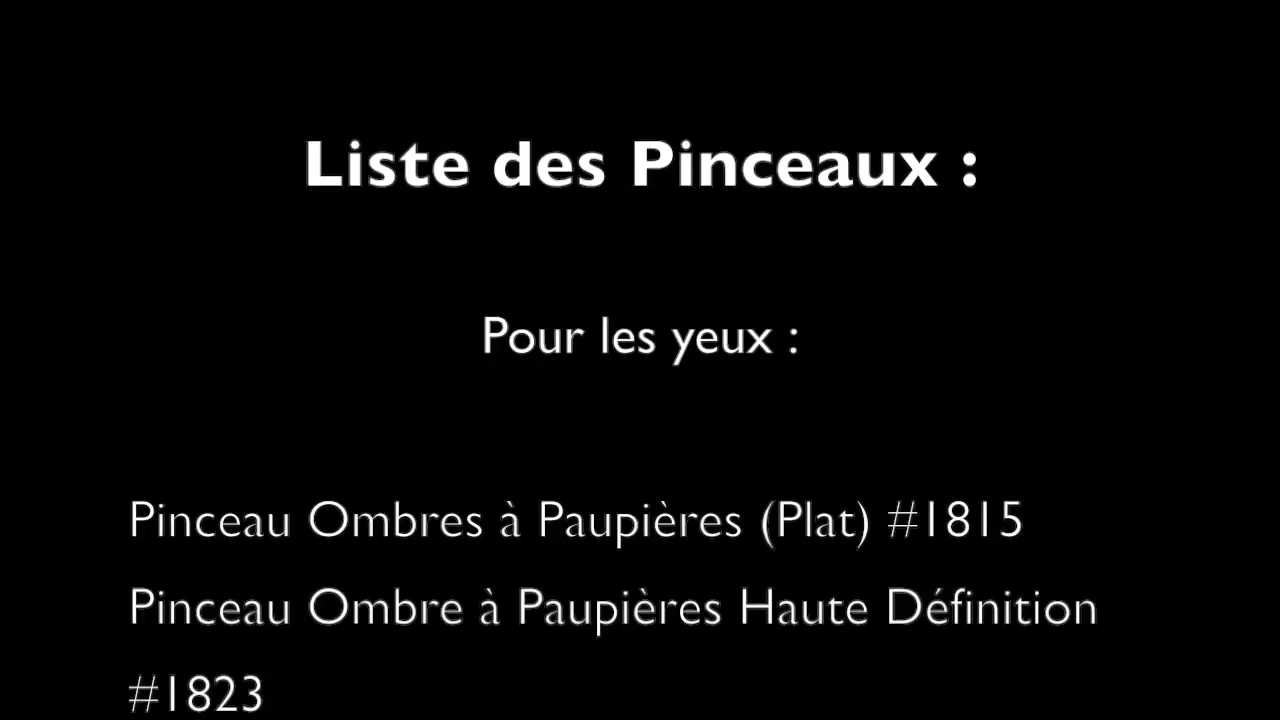 Liste des Pinceaux :
Pour les yeux :
Pinceau Ombres à Paupières (Plat) #1815
Pinceau Ombre à Paupières Haute Définition
#1823